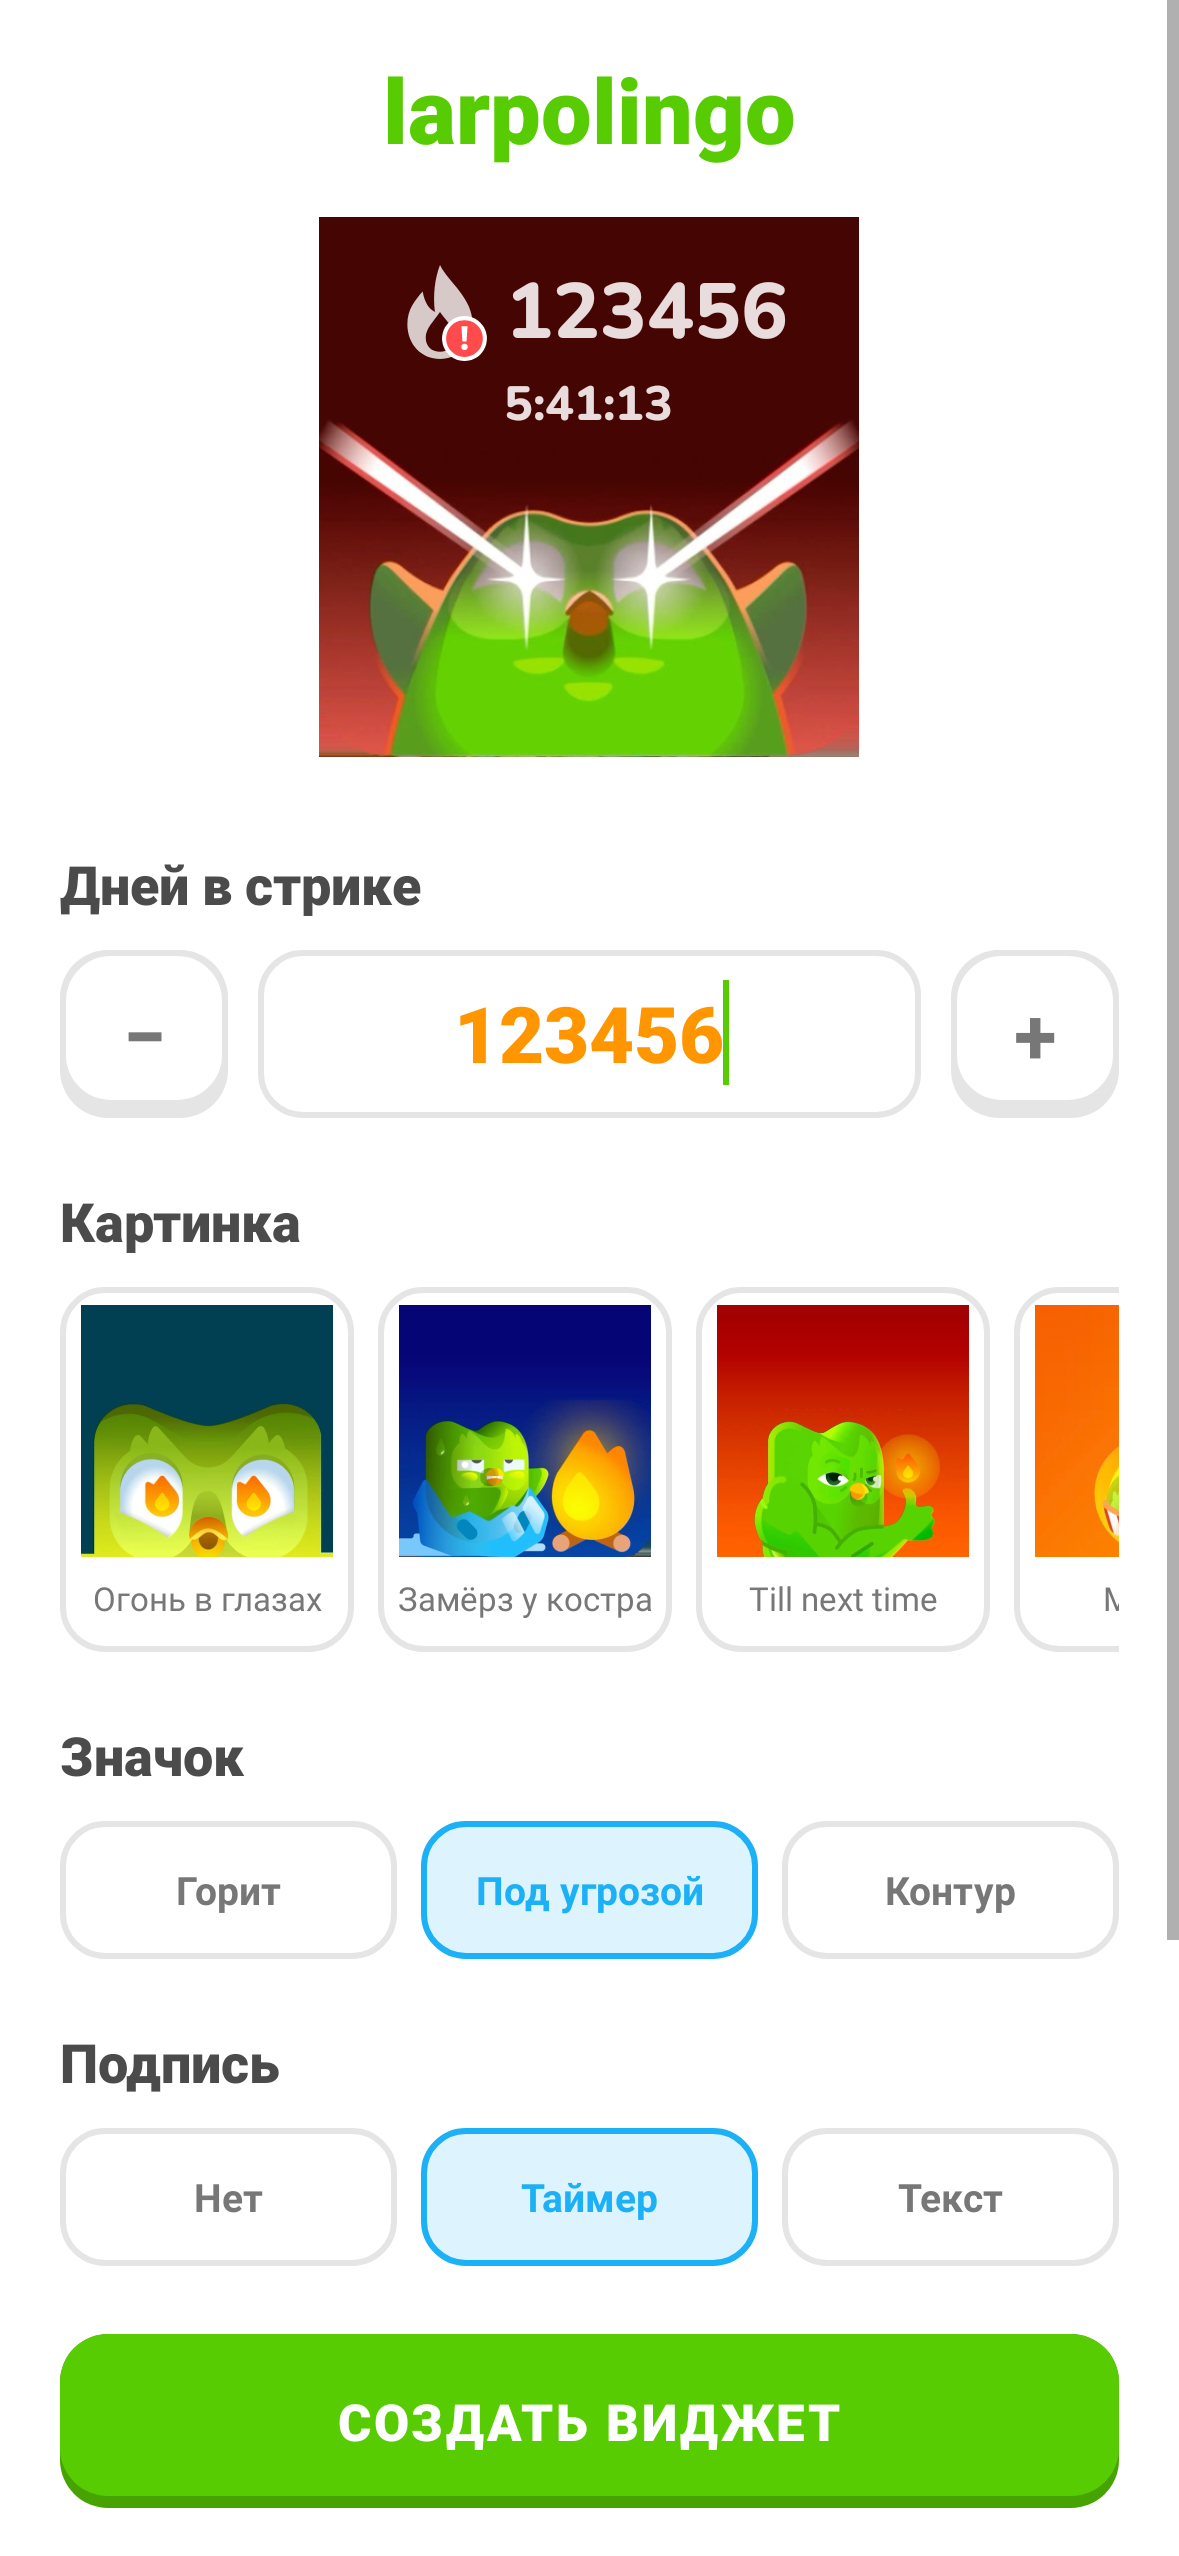 larpolingo
! 123456
5:41:13
Дней в стрике
− 123456 +
Картинка
Огонь в глазах Замёрз у костра Till next time
Значок
Горит Под угрозой Контур
Подпись
Нет Таймер Текст
СОЗДАТЬ ВИДЖЕТ